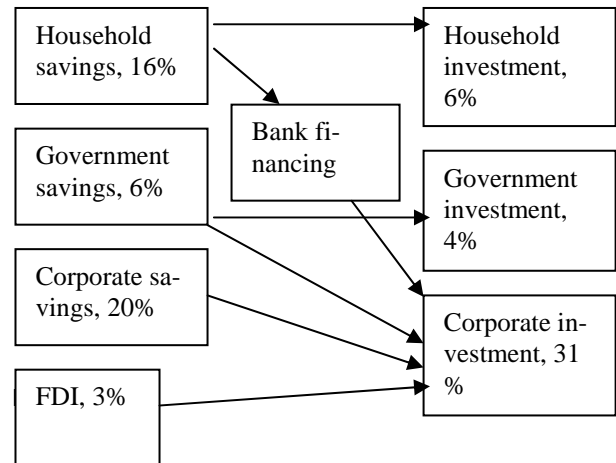 Household
savings, 16%
Household
investment,
6%
Bank fi-
nancing
Government
savings, 6%
Government
investment,
4%
Corporate sa-
vings, 20%
Corporate in-
vestment, 31
%
FDI, 3%